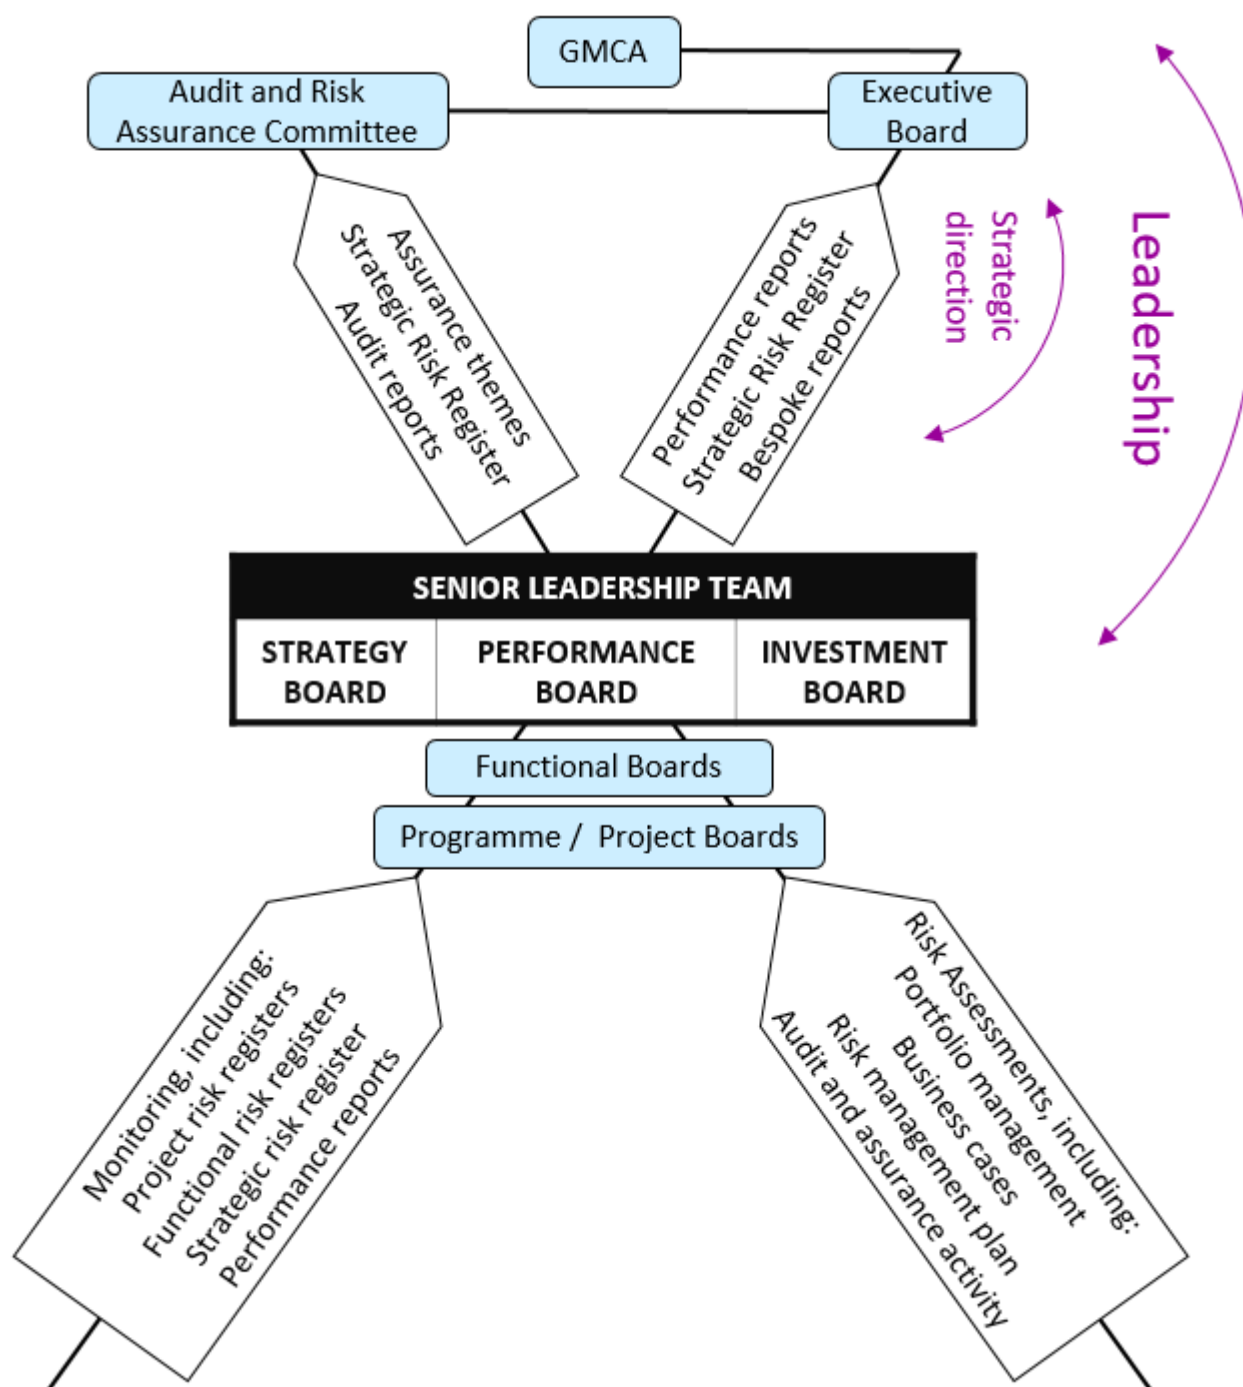 GMCA
Audit and Risk
Assurance Committee
Executive
Board
Assurance themes
Strategic Risk Register
Audit reports
Performance reports
Strategic Risk Register
Bespoke reports
Strategic
direction
Leadership
SENIOR LEADERSHIP TEAM
STRATEGY
BOARD
PERFORMANCE
BOARD
INVESTMENT
BOARD
Functional Boards
Programme / Project Boards
Monitoring, including:
Project risk registers
Functional risk registers
Strategic risk register
Performance reports
Risk Assessments, including:
Portfolio management
Business cases
Risk management plan
Audit and assurance activity